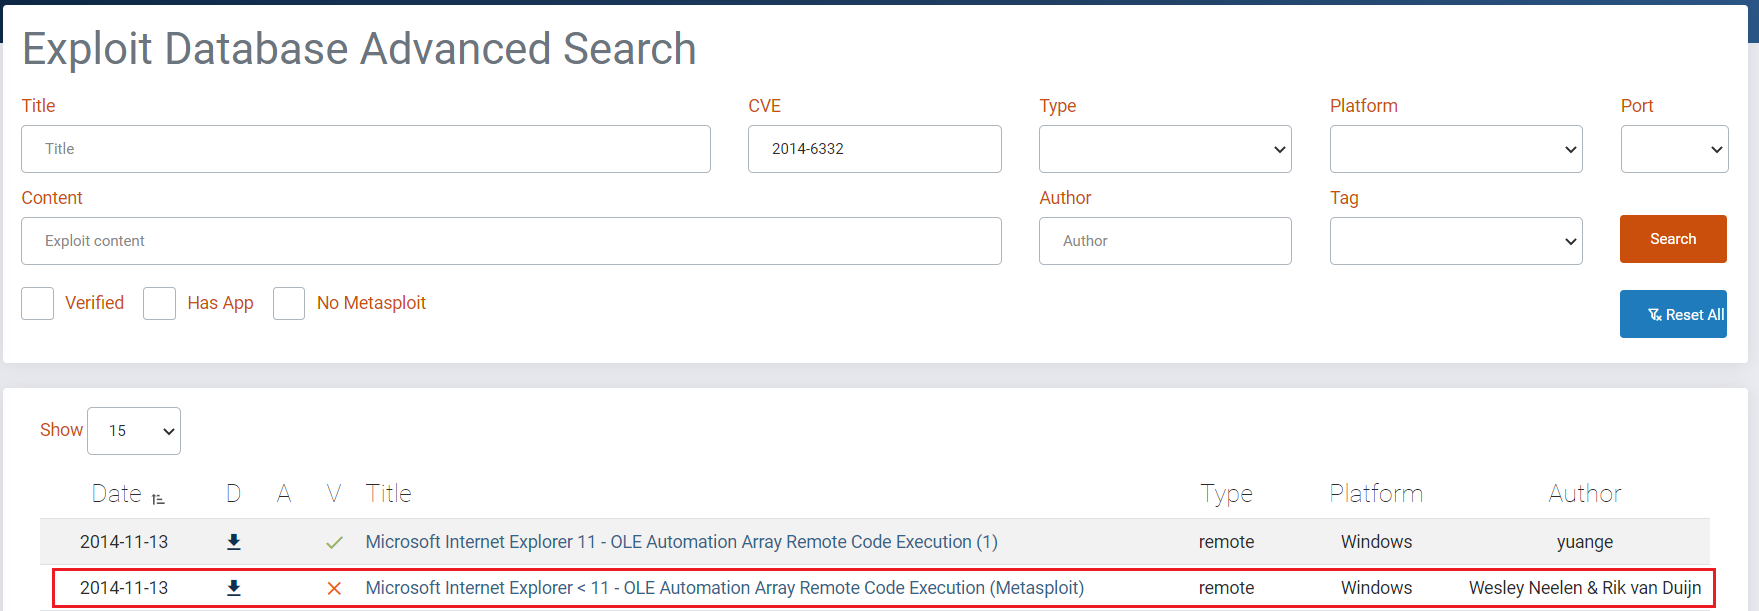 Exploit Database Advanced Search
Title CVE Type Platform Port
Title 2014-6332
Content Author Tag
Exploit content Author Search
Verified Has App No Metasploit Reset All
Show 15
Date D A V Title Type Platform Author
2014-11-13 Microsoft Internet Explorer 11 - OLE Automation Array Remote Code Execution (1) remote Windows yuange
2014-11-13 Microsoft Internet Explorer < 11 - OLE Automation Array Remote Code Execution (Metasploit) remote Windows Wesley Neelen & Rik van Duijn